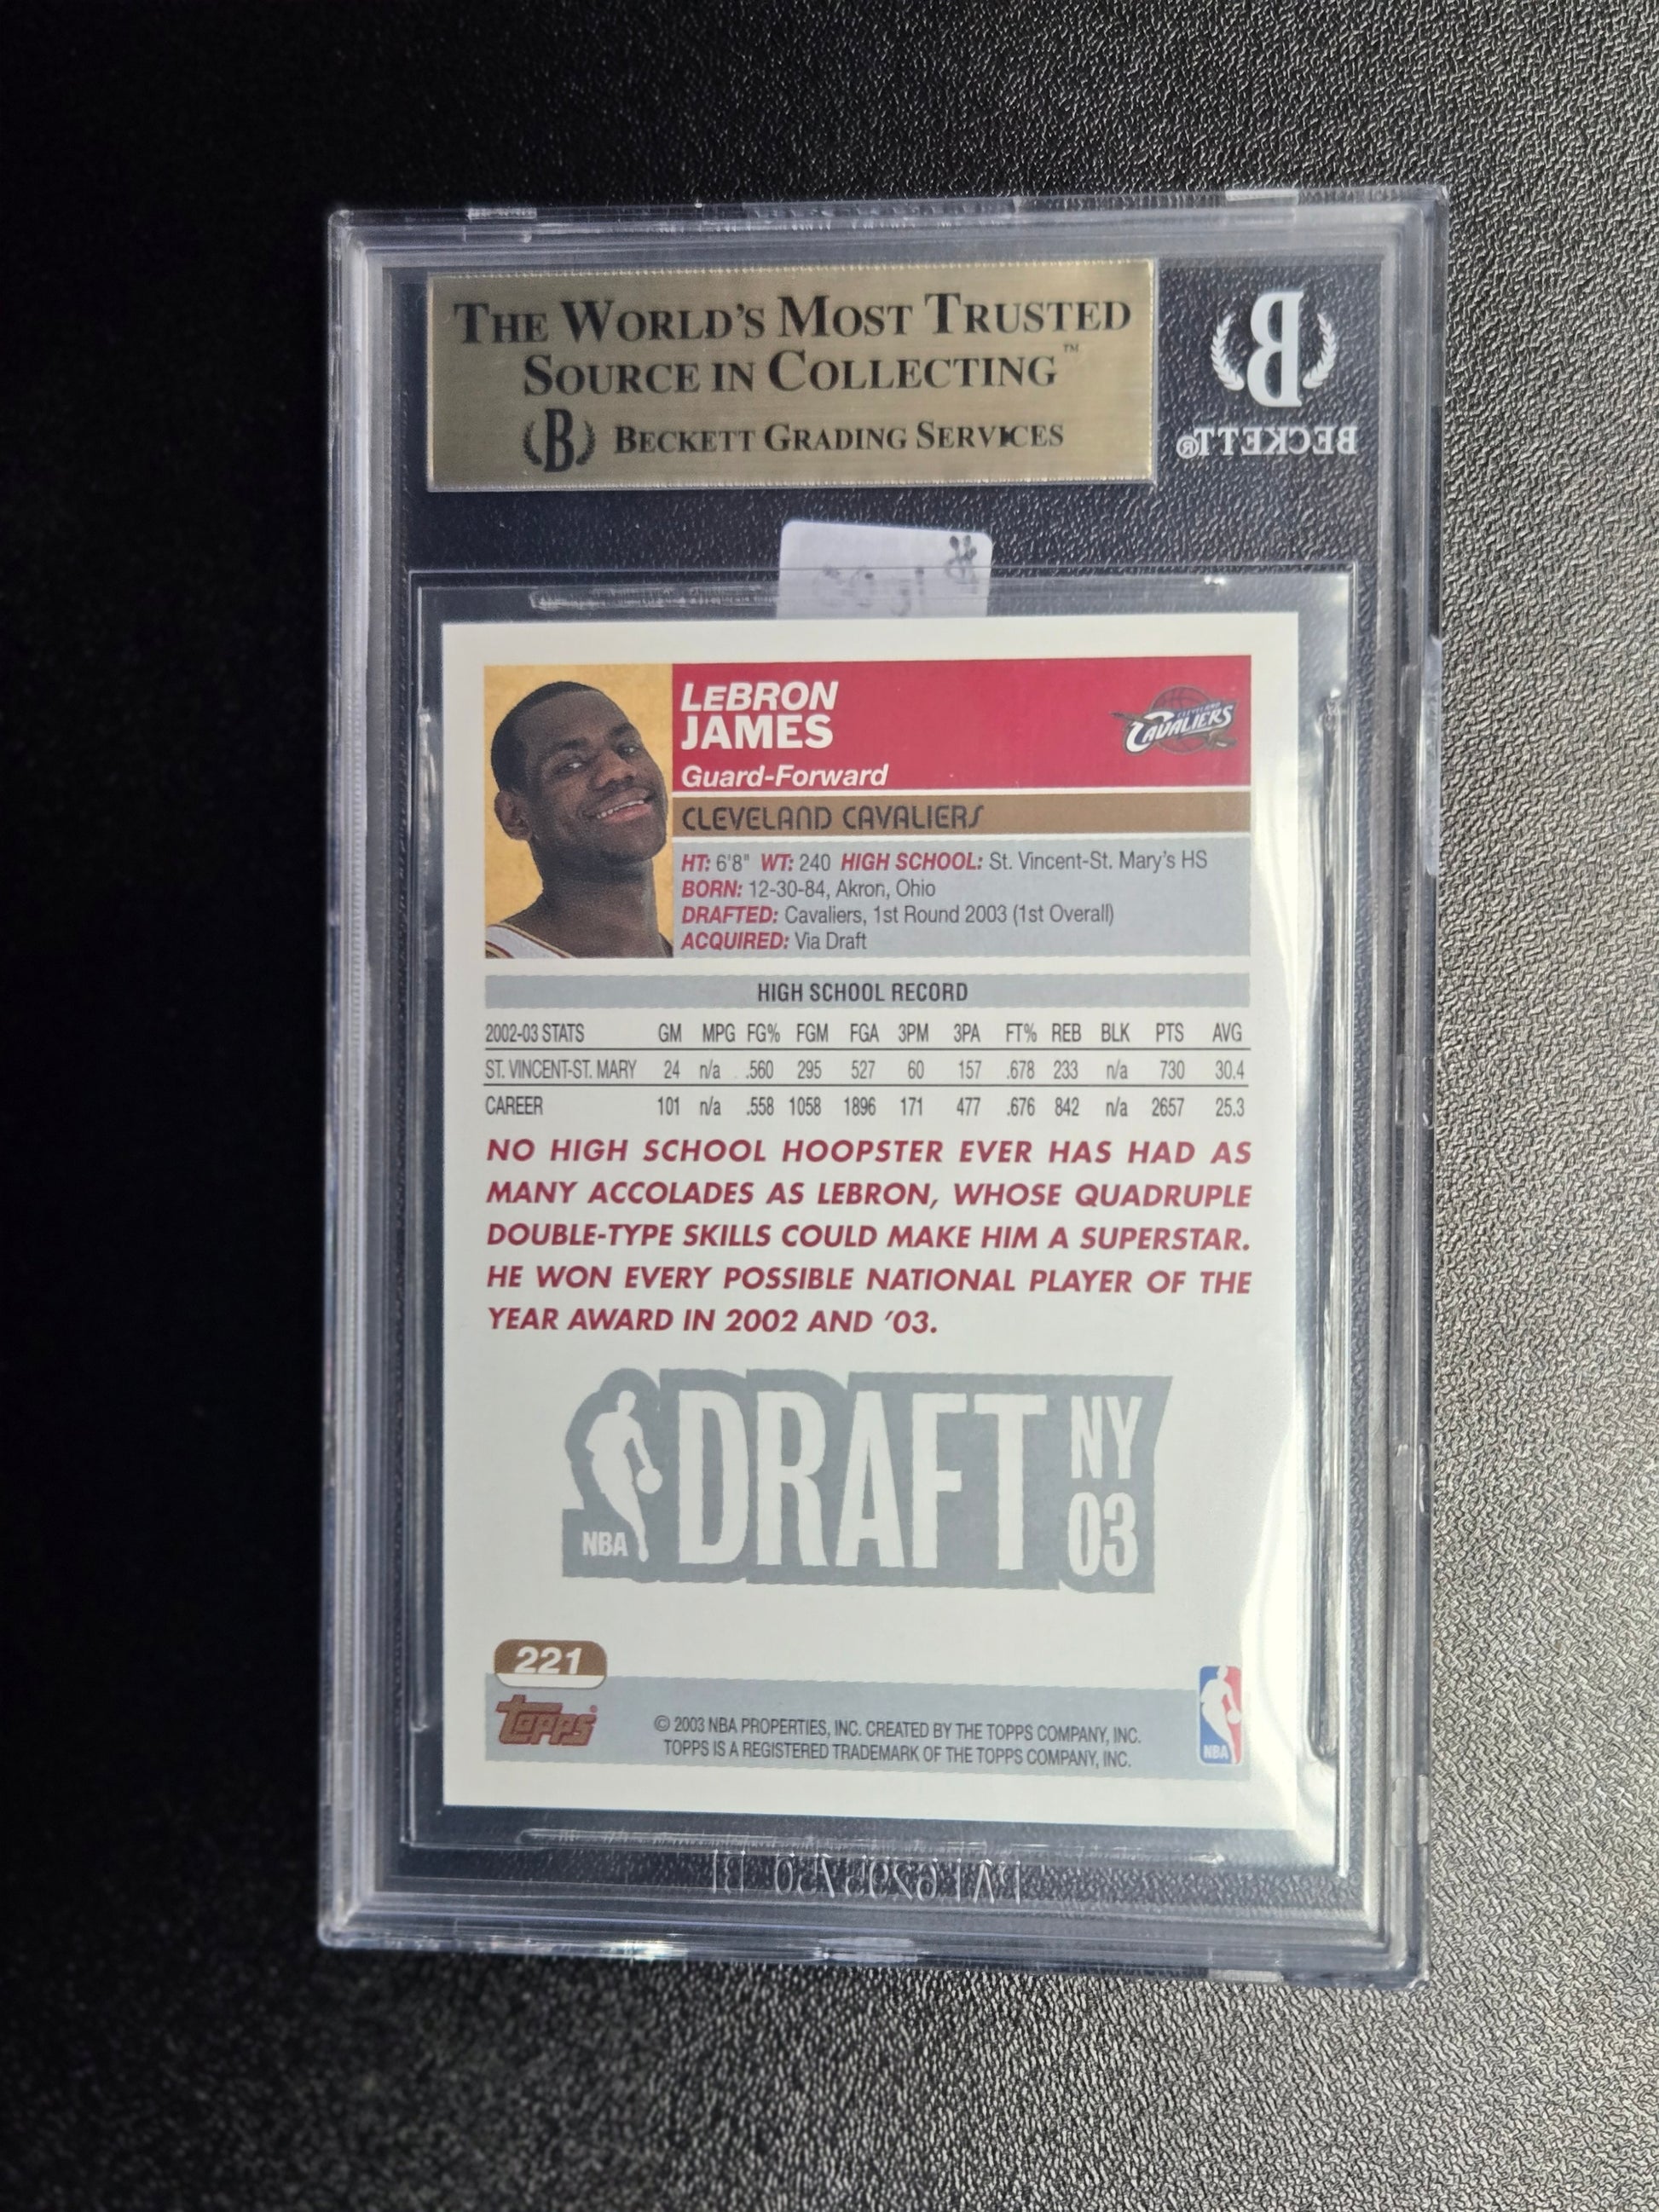 THE WORLD'S MOST TRUSTED
SOURCE IN COLLECTING™
B BECKETT GRADING SERVICES
B
BECKETT®
LEBRON
JAMES
Guard-Forward
CAVALIERS
CLEVELAND CAVALIERS
HT: 6'8" WT: 240 HIGH SCHOOL: St. Vincent-St. Mary's HS
BORN: 12-30-84, Akron, Ohio
DRAFTED: Cavaliers, 1st Round 2003 (1st Overall)
ACQUIRED: Via Draft
HIGH SCHOOL RECORD
2002-03 STATS GM MPG FG% FGM FGA 3PM 3PA FT% REB BLK PTS AVG
ST. VINCENT-ST. MARY 24 n/a .560 295 527 60 157 .678 233 n/a 730 30.4
CAREER 101 n/a .558 1058 1896 171 477 .676 842 n/a 2657 25.3
NO HIGH SCHOOL HOOPSTER EVER HAS HAD AS
MANY ACCOLADES AS LEBRON, WHOSE QUADRUPLE
DOUBLE-TYPE SKILLS COULD MAKE HIM A SUPERSTAR.
HE WON EVERY POSSIBLE NATIONAL PLAYER OF THE
YEAR AWARD IN 2002 AND '03.
NBA DRAFT NY
03
221
Topps
© 2003 NBA PROPERTIES, INC. CREATED BY THE TOPPS COMPANY, INC.
TOPPS IS A REGISTERED TRADEMARK OF THE TOPPS COMPANY, INC.
NBA